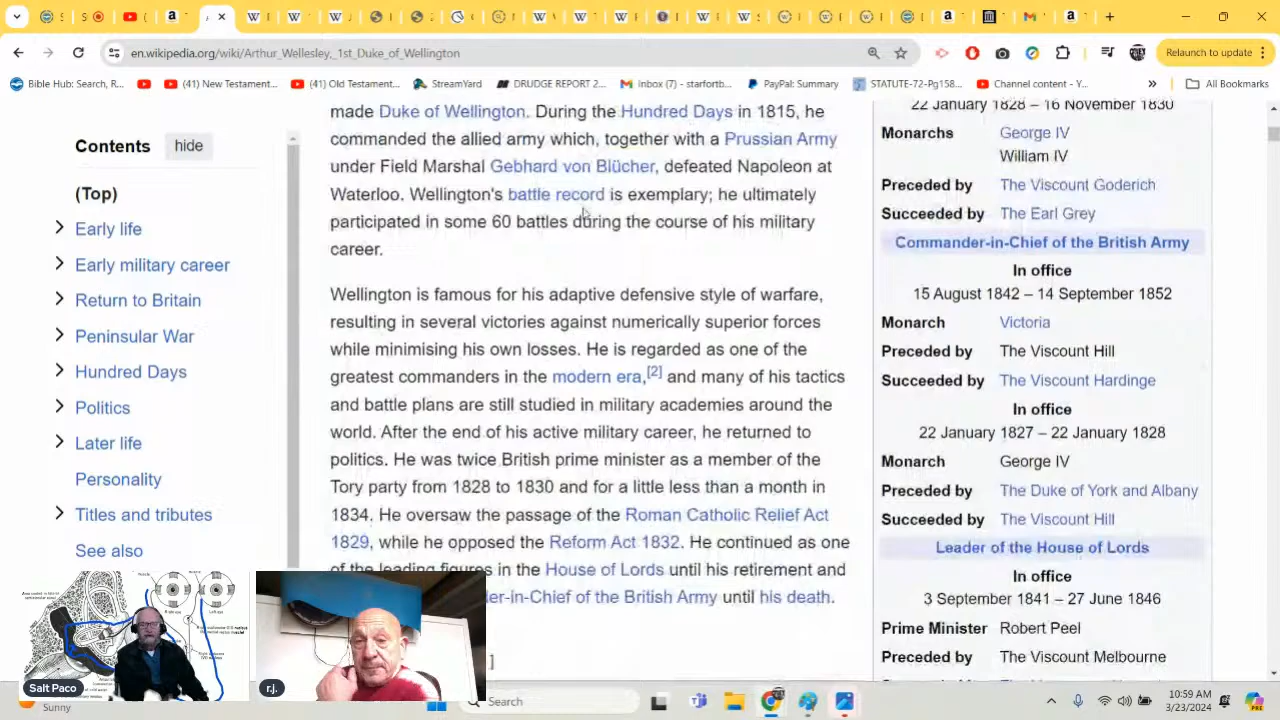 en.wikipedia.org/wiki/Arthur_Wellesley,_1st_Duke_of_Wellington
Relaunch to update
Bible Hub: Search, R...
(41) New Testament...
(41) Old Testament...
StreamYard
DRUDGE REPORT 2...
Inbox (7) - starfortb...
PayPal: Summary
STATUTE-72-Pg158...
Channel content - Y...
»
All Bookmarks
Contents
hide
(Top)
Early life
Early military career
Return to Britain
Peninsular War
Hundred Days
Politics
Later life
Personality
Titles and tributes
See also
made Duke of Wellington. During the Hundred Days in 1815, he
commanded the allied army which, together with a Prussian Army
under Field Marshal Gebhard von Blücher, defeated Napoleon at
Waterloo. Wellington's battle record is exemplary; he ultimately
participated in some 60 battles during the course of his military
career.
Wellington is famous for his adaptive defensive style of warfare,
resulting in several victories against numerically superior forces
while minimising his own losses. He is regarded as one of the
greatest commanders in the modern era,[2] and many of his tactics
and battle plans are still studied in military academies around the
world. After the end of his active military career, he returned to
politics. He was twice British prime minister as a member of the
Tory party from 1828 to 1830 and for a little less than a month in
1834. He oversaw the passage of the Roman Catholic Relief Act
1829, while he opposed the Reform Act 1832. He continued as one
of the leading figures in the House of Lords until his retirement and
er-in-Chief of the British Army until his death.
]
22 January 1828 – 16 November 1830
Monarchs George IV
William IV
Preceded by The Viscount Goderich
Succeeded by The Earl Grey
Commander-in-Chief of the British Army
In office
15 August 1842 – 14 September 1852
Monarch Victoria
Preceded by The Viscount Hill
Succeeded by The Viscount Hardinge
In office
22 January 1827 – 22 January 1828
Monarch George IV
Preceded by The Duke of York and Albany
Succeeded by The Viscount Hill
Leader of the House of Lords
In office
3 September 1841 – 27 June 1846
Prime Minister Robert Peel
Preceded by The Viscount Melbourne
Salt Paco
r.j.
Sunny
Search
10:59 AM
3/23/2024